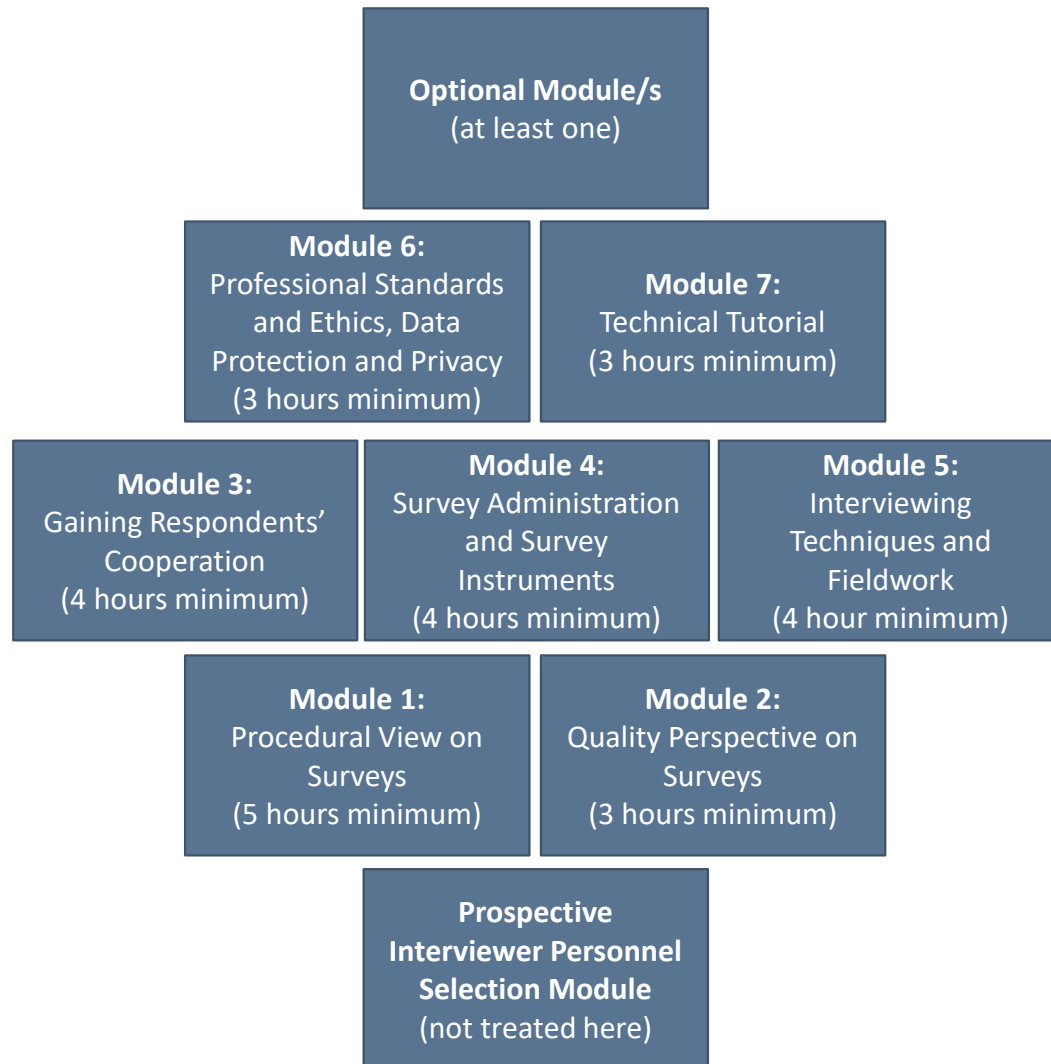 Optional Module/s
(at least one)
Module 6:
Professional Standards
and Ethics, Data
Protection and Privacy
(3 hours minimum)
Module 7:
Technical Tutorial
(3 hours minimum)
Module 3:
Gaining Respondents’
Cooperation
(4 hours minimum)
Module 4:
Survey Administration
and Survey
Instruments
(4 hours minimum)
Module 5:
Interviewing
Techniques and
Fieldwork
(4 hour minimum)
Module 1:
Procedural View on
Surveys
(5 hours minimum)
Module 2:
Quality Perspective on
Surveys
(3 hours minimum)
Prospective
Interviewer Personnel
Selection Module
(not treated here)